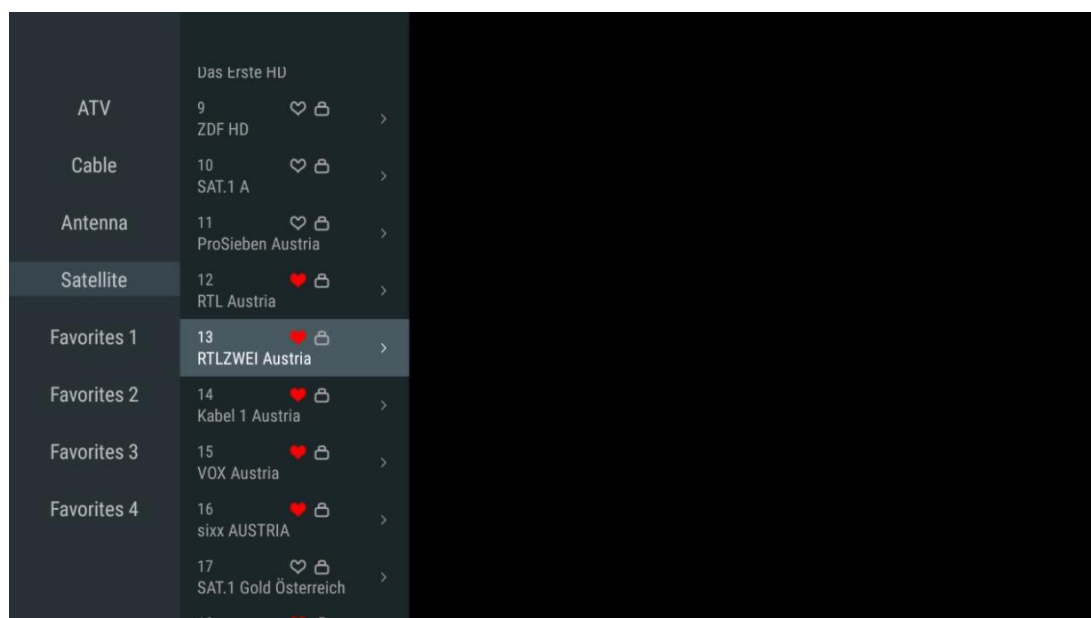 ATV
Cable
Antenna
Satellite
Favorites 1
Favorites 2
Favorites 3
Favorites 4
Das Erste HD
9
ZDF HD
10
SAT.1 A
11
ProSieben Austria
12
RTL Austria
13
RTLZWEI Austria
14
Kabel 1 Austria
15
VOX Austria
16
sixx AUSTRIA
17
SAT.1 Gold Österreich